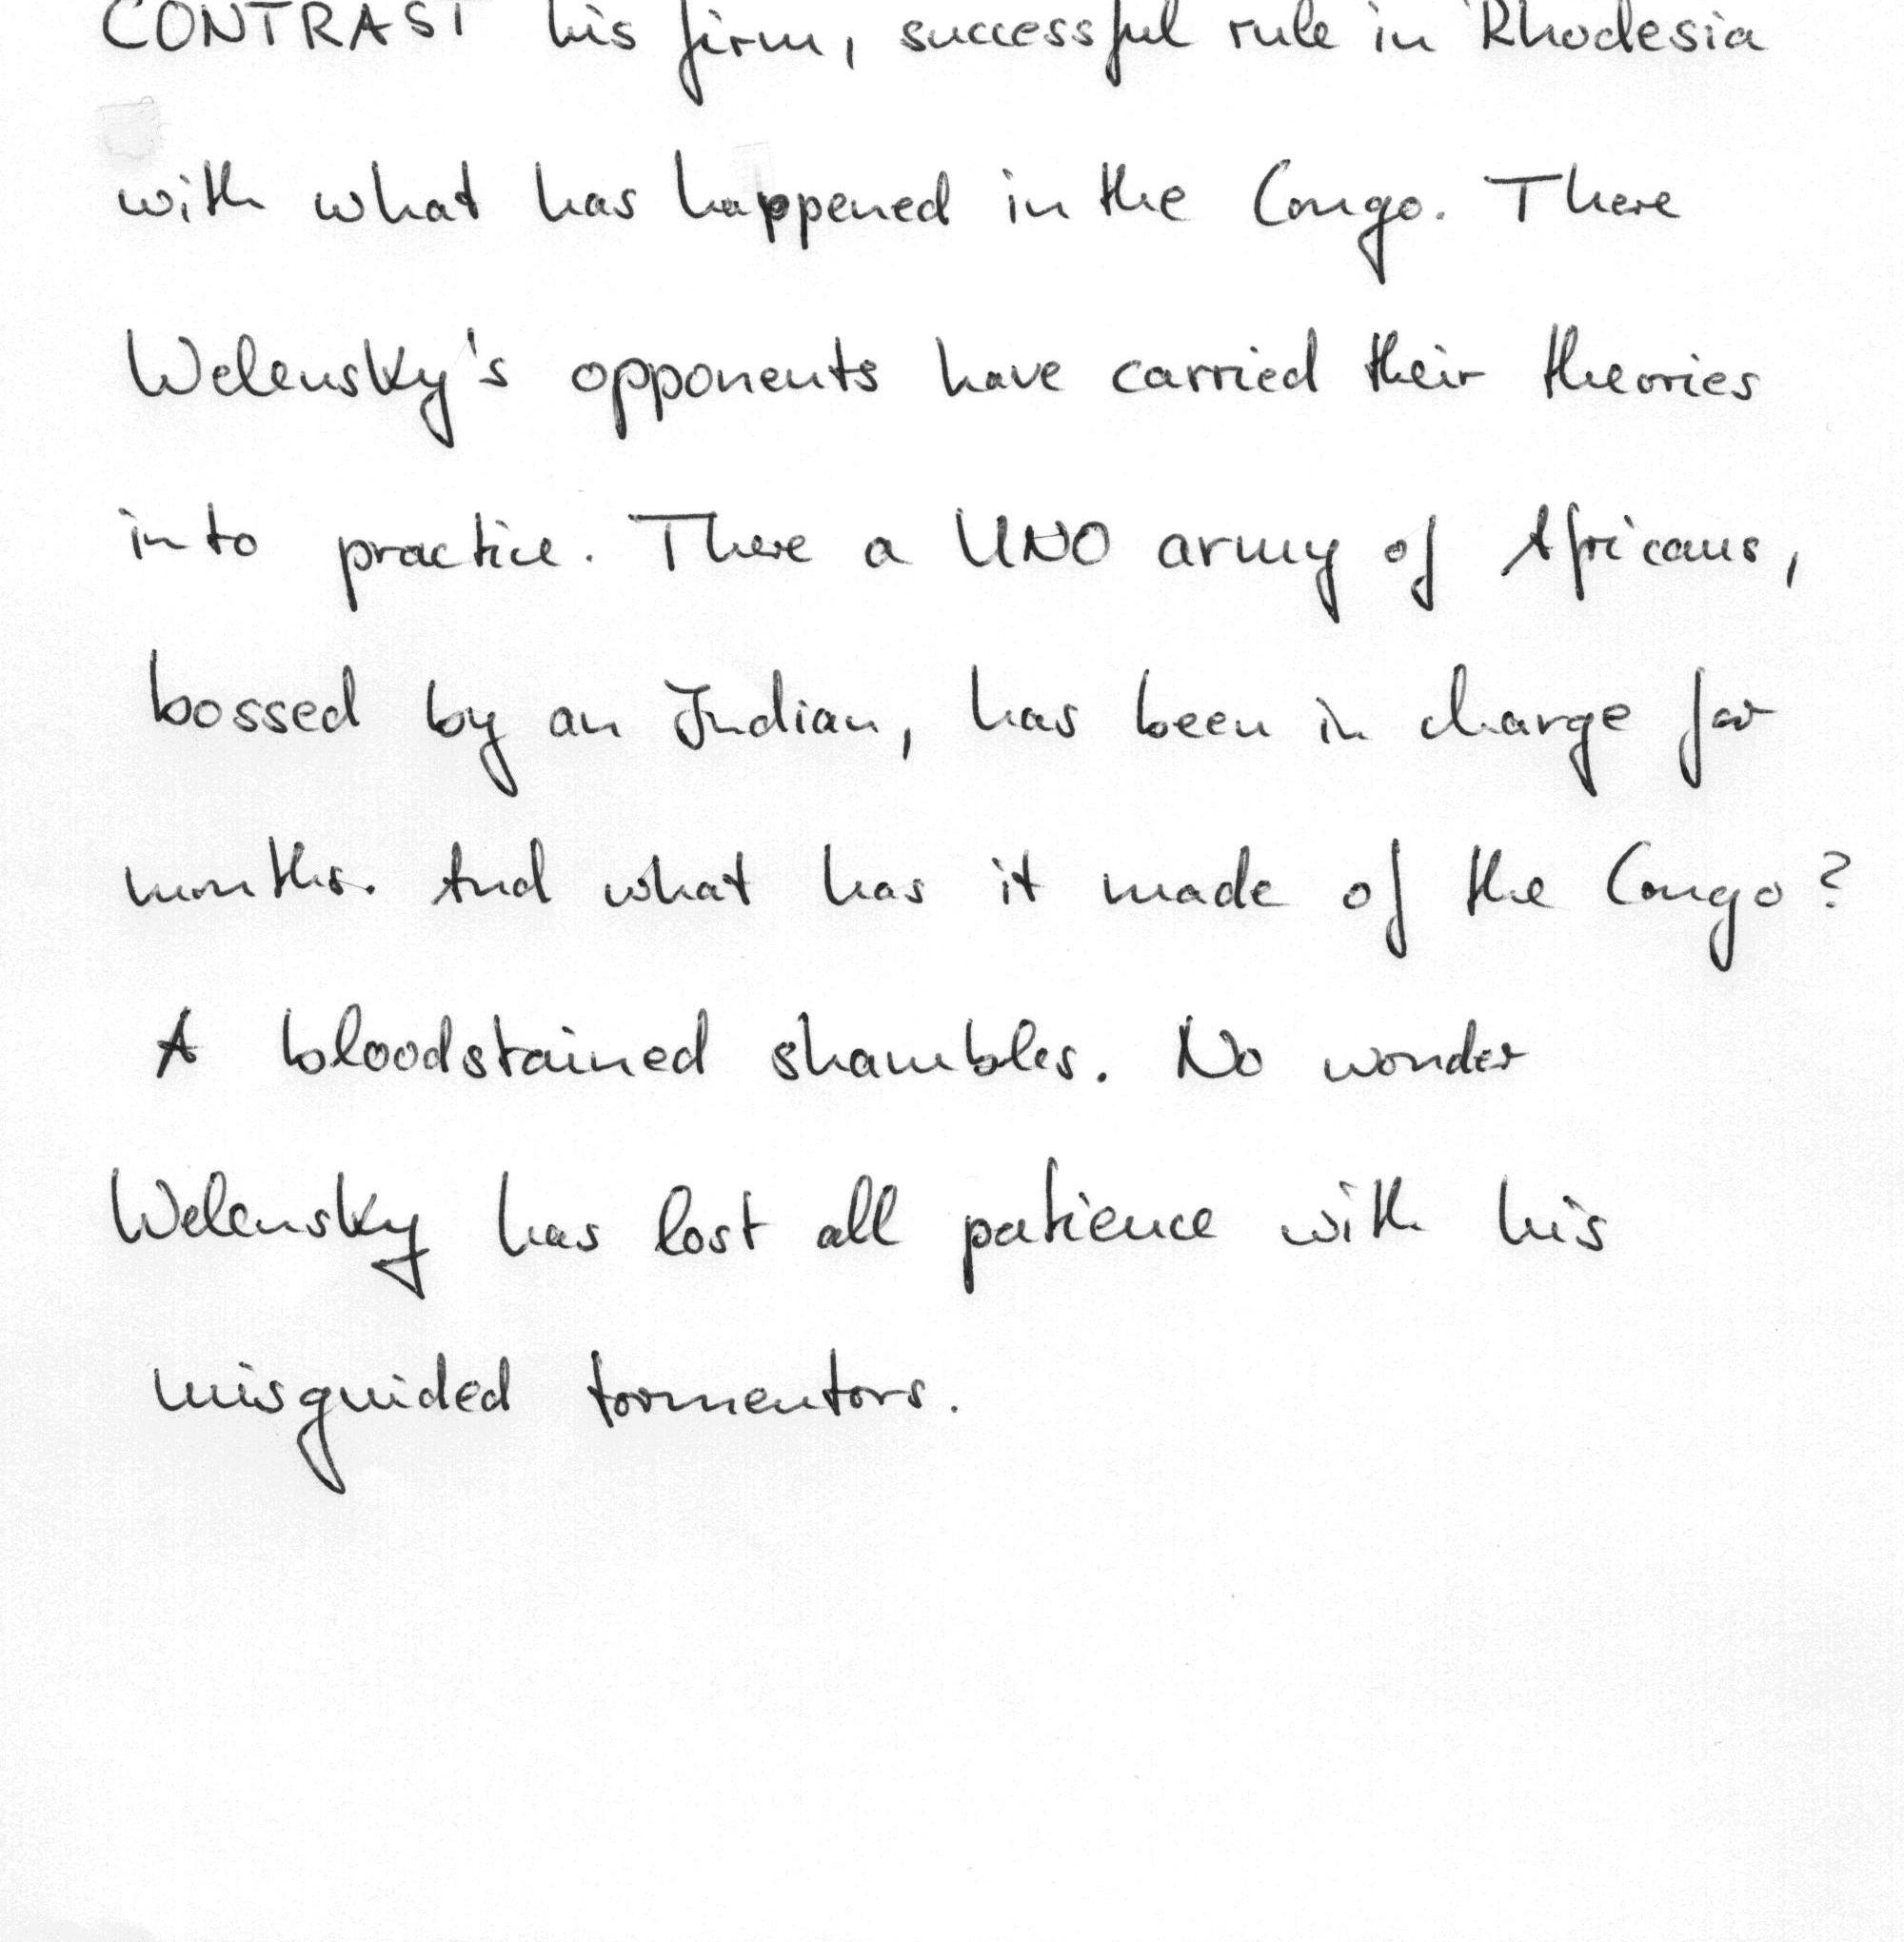 CONTRAST his firm, successful rule in Rhodesia
with what has happened in the Congo. There
Welensky's opponents have carried their theories
into practice. There a UNO army of Africans,
bossed by an Indian, has been in charge for
months. And what has it made of the Congo?
A bloodstained shambles. No wonder
Welensky has lost all patience with his
misguided tormentors.